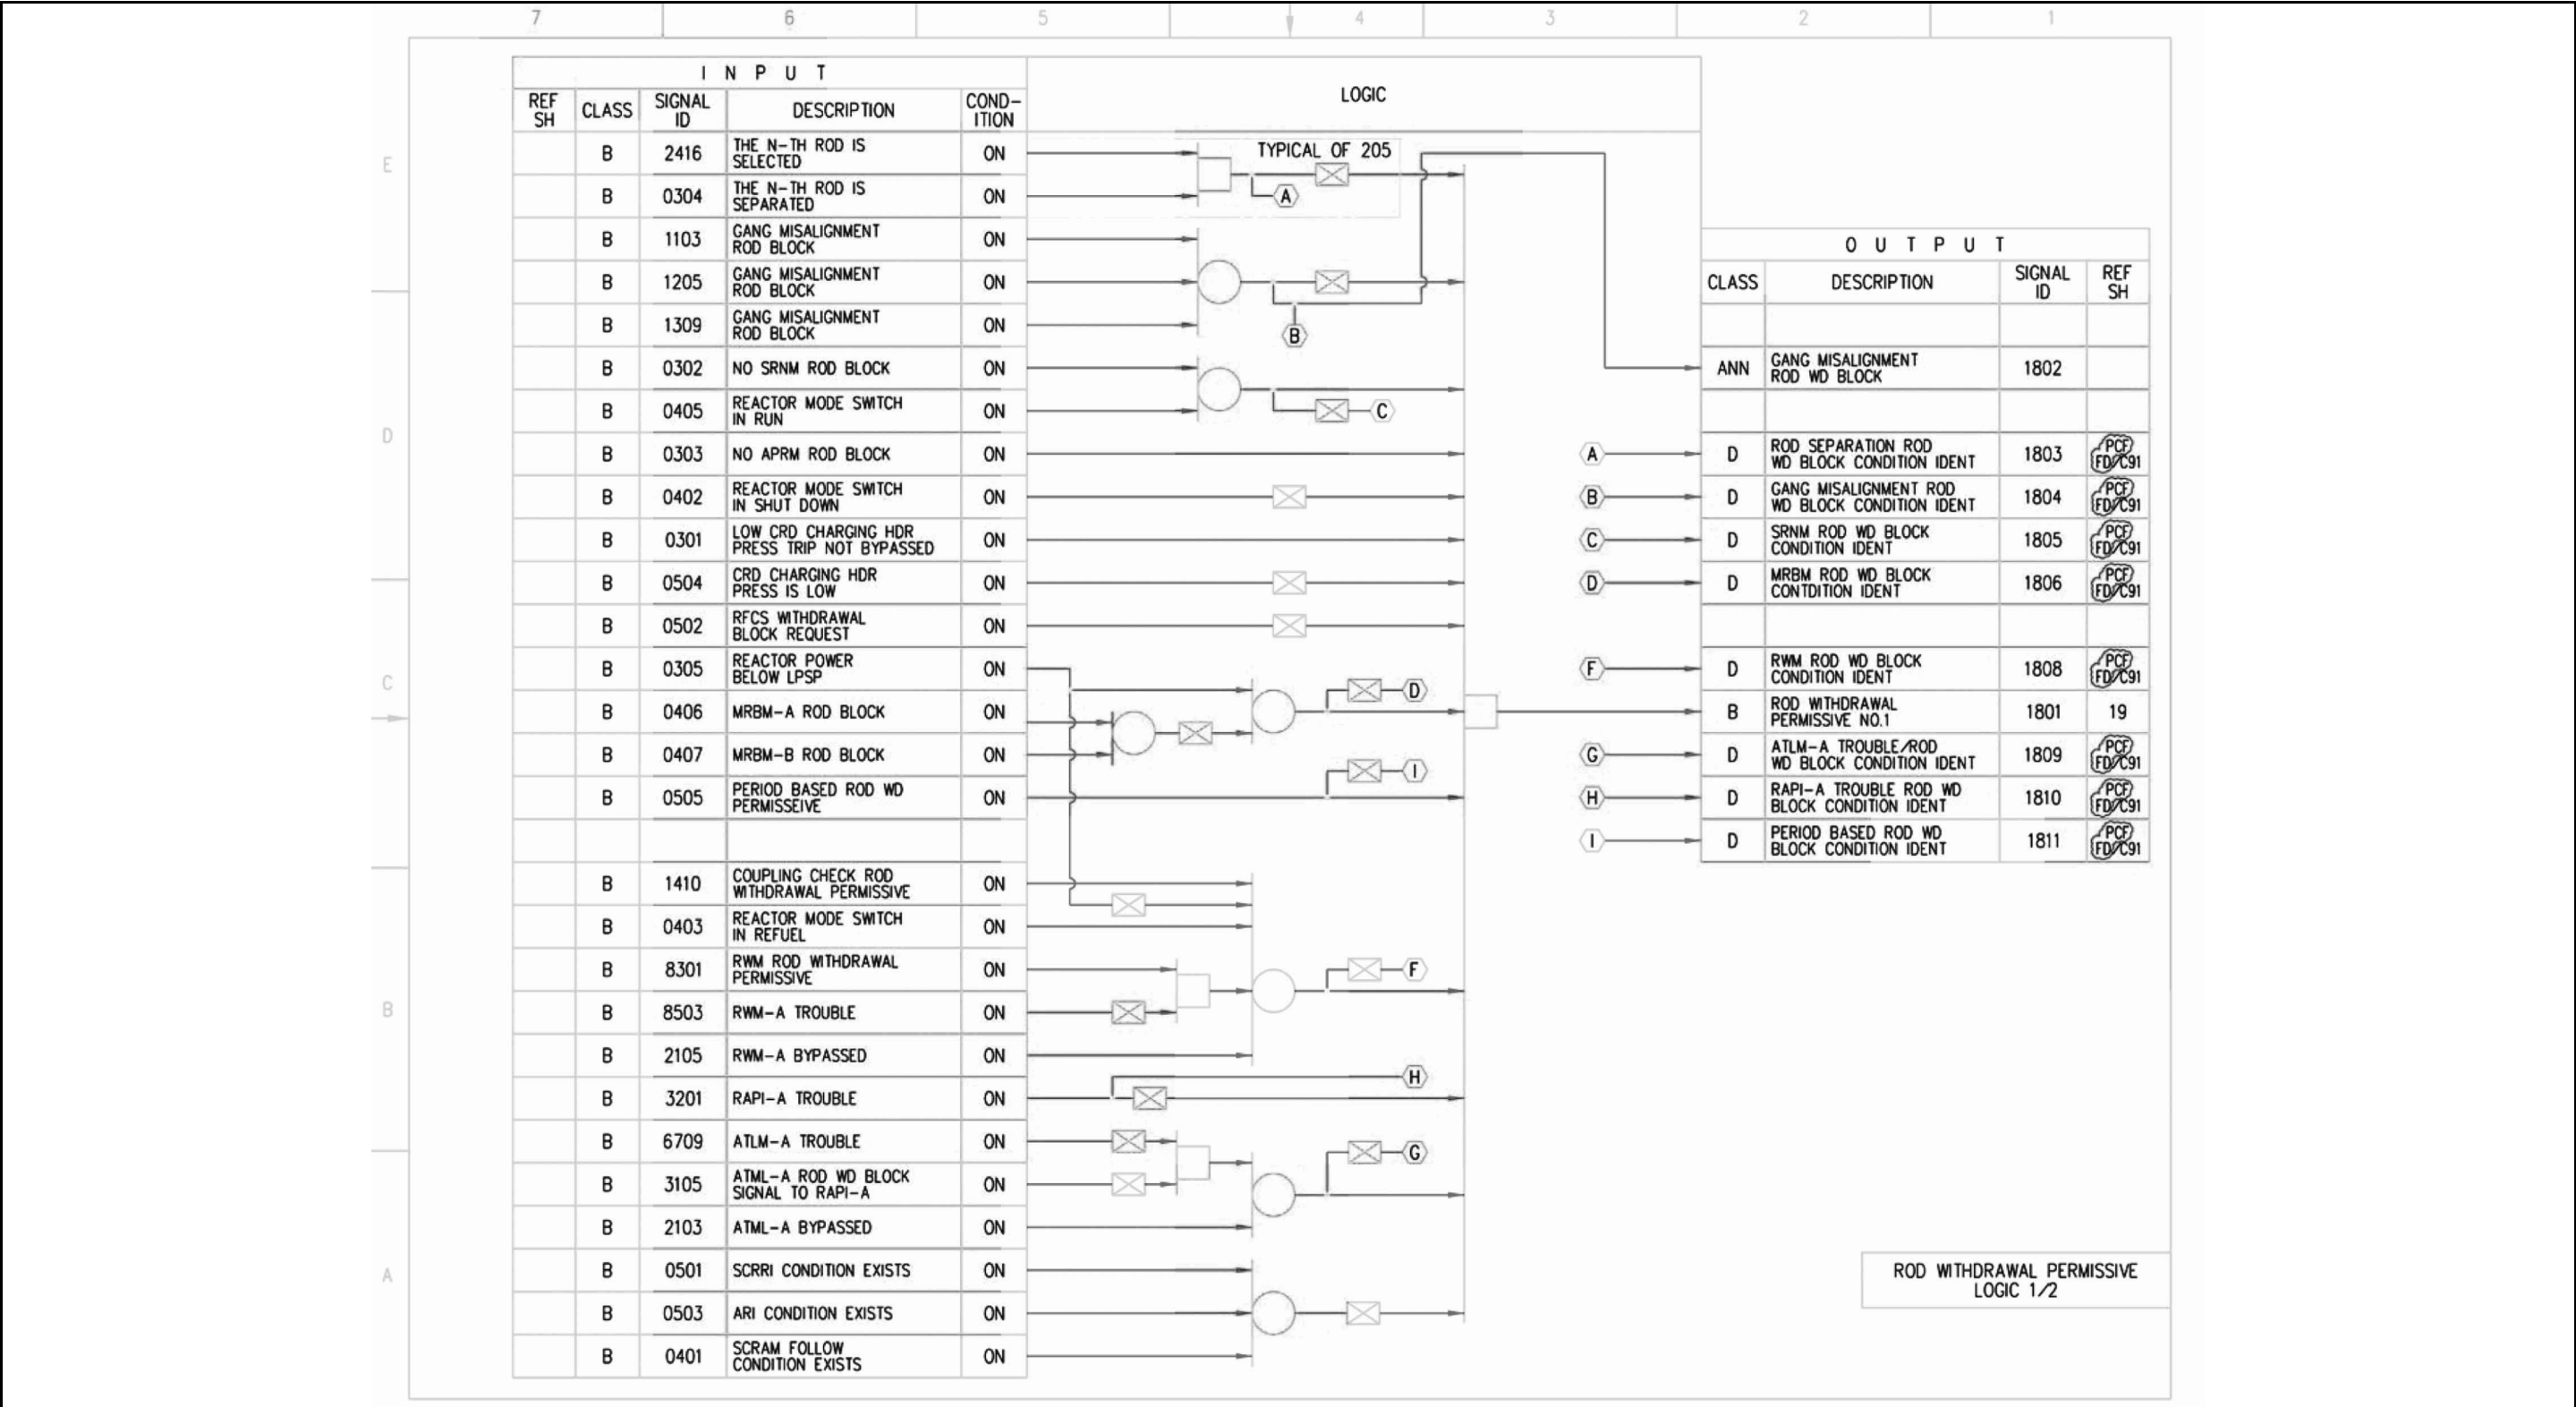 7 6 5 4 3 2 1
I N P U T
LOGIC
REF SH CLASS SIGNAL ID DESCRIPTION COND-ITION
E
B 2416 THE N-TH ROD IS SELECTED ON
TYPICAL OF 205
B 0304 THE N-TH ROD IS SEPARATED ON
A
B 1103 GANG MISALIGNMENT ROD BLOCK ON
B 1205 GANG MISALIGNMENT ROD BLOCK ON
B 1309 GANG MISALIGNMENT ROD BLOCK ON
B
B 0302 NO SRNM ROD BLOCK ON
B 0405 REACTOR MODE SWITCH IN RUN ON
C
D
B 0303 NO APRM ROD BLOCK ON
B 0402 REACTOR MODE SWITCH IN SHUT DOWN ON
B 0301 LOW CRD CHARGING HDR PRESS TRIP NOT BYPASSED ON
B 0504 CRD CHARGING HDR PRESS IS LOW ON
B 0502 RFCS WITHDRAWAL BLOCK REQUEST ON
B 0305 REACTOR POWER BELOW LPSP ON
C
D
B 0406 MRBM-A ROD BLOCK ON
B 0407 MRBM-B ROD BLOCK ON
I
B 0505 PERIOD BASED ROD WD PERMISSEIVE ON
B 1410 COUPLING CHECK ROD WITHDRAWAL PERMISSIVE ON
B 0403 REACTOR MODE SWITCH IN REFUEL ON
B 8301 RWM ROD WITHDRAWAL PERMISSIVE ON
F
B
B 8503 RWM-A TROUBLE ON
B 2105 RWM-A BYPASSED ON
H
B 3201 RAPI-A TROUBLE ON
B 6709 ATLM-A TROUBLE ON
G
B 3105 ATML-A ROD WD BLOCK SIGNAL TO RAPI-A ON
B 2103 ATML-A BYPASSED ON
A
B 0501 SCRRI CONDITION EXISTS ON
B 0503 ARI CONDITION EXISTS ON
B 0401 SCRAM FOLLOW CONDITION EXISTS ON
O U T P U T
CLASS DESCRIPTION SIGNAL ID REF SH
ANN GANG MISALIGNMENT ROD WD BLOCK 1802
A D ROD SEPARATION ROD WD BLOCK CONDITION IDENT 1803 PCF FD/C91
B D GANG MISALIGNMENT ROD WD BLOCK CONDITION IDENT 1804 PCF FD/C91
C D SRNM ROD WD BLOCK CONDITION IDENT 1805 PCF FD/C91
D D MRBM ROD WD BLOCK CONTDITION IDENT 1806 PCF FD/C91
F D RWM ROD WD BLOCK CONDITION IDENT 1808 PCF FD/C91
B ROD WITHDRAWAL PERMISSIVE NO.1 1801 19
G D ATLM-A TROUBLE/ROD WD BLOCK CONDITION IDENT 1809 PCF FD/C91
H D RAPI-A TROUBLE ROD WD BLOCK CONDITION IDENT 1810 PCF FD/C91
I D PERIOD BASED ROD WD BLOCK CONDITION IDENT 1811 PCF FD/C91
ROD WITHDRAWAL PERMISSIVE
LOGIC 1/2